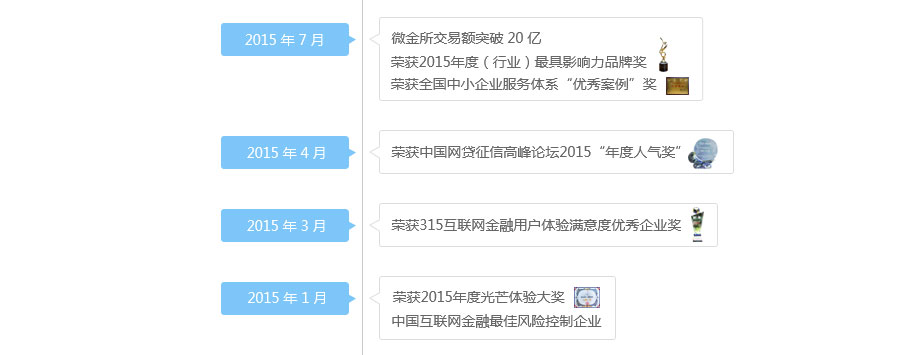 2015 年 7 月
微金所交易额突破 20 亿
荣获2015年度（行业）最具影响力品牌奖
荣获全国中小企业服务体系“优秀案例”奖
2015 年 4 月
荣获中国网贷征信高峰论坛2015“年度人气奖”
2015 年 3 月
荣获315互联网金融用户体验满意度优秀企业奖
2015 年 1 月
荣获2015年度光芒体验大奖
中国互联网金融最佳风险控制企业